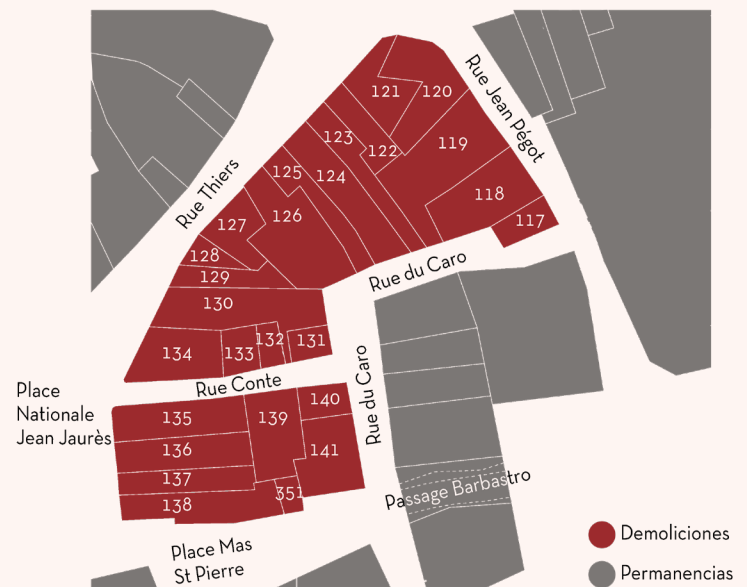 Rue Jean Pégot
121
120
123
122
119
Rue Thiers
125
124
118
126
127
117
128
129
Rue du Caro
130
132
131
134
133
Rue Conte
Rue du Caro
Place
Nationale
Jean Jaurès
135
139
140
136
141
137
138
351
Passage Barbastro
Place Mas
St Pierre
Demoliciones
Permanencias